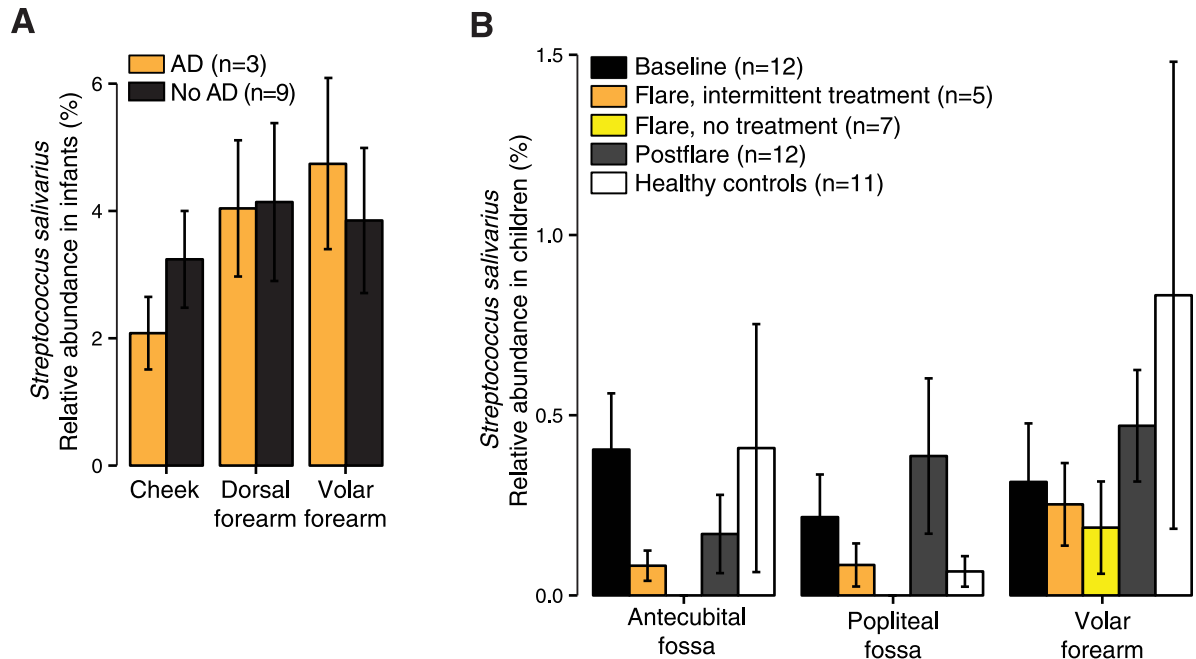 A
Streptococcus salivarius
Relative abundance in infants (%)
6
4
2
0
AD (n=3)
No AD (n=9)
Cheek
Dorsal
forearm
Volar
forearm
B
Streptococcus salivarius
Relative abundance in children (%)
1.5
1.0
0.5
0.0
Baseline (n=12)
Flare, intermittent treatment (n=5)
Flare, no treatment (n=7)
Postflare (n=12)
Healthy controls (n=11)
Antecubital
fossa
Popliteal
fossa
Volar
forearm